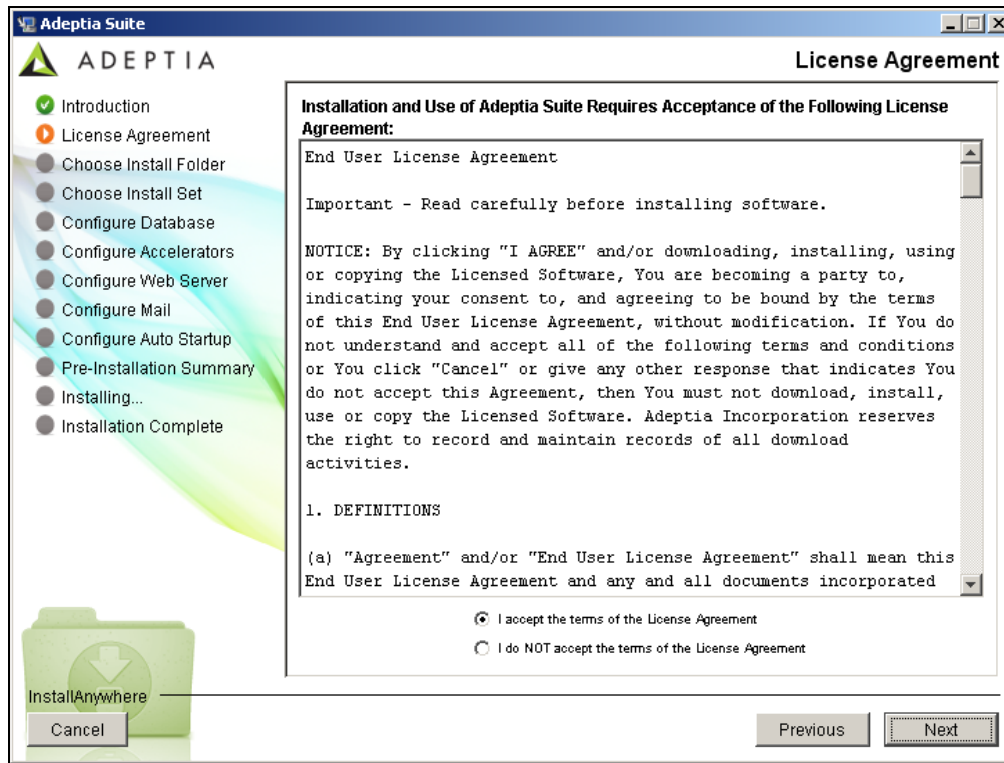 Adeptia Suite
ADEPTIA
License Agreement
Introduction
License Agreement
Choose Install Folder
Choose Install Set
Configure Database
Configure Accelerators
Configure Web Server
Configure Mail
Configure Auto Startup
Pre-Installation Summary
Installing...
Installation Complete
Installation and Use of Adeptia Suite Requires Acceptance of the Following License
Agreement:
End User License Agreement
Important - Read carefully before installing software.
NOTICE: By clicking "I AGREE" and/or downloading, installing, using
or copying the Licensed Software, You are becoming a party to,
indicating your consent to, and agreeing to be bound by the terms
of this End User License Agreement, without modification. If You do
not understand and accept all of the following terms and conditions
or You click "Cancel" or give any other response that indicates You
do not accept this Agreement, then You must not download, install,
use or copy the Licensed Software. Adeptia Incorporation reserves
the right to record and maintain records of all download
activities.
1. DEFINITIONS
(a) "Agreement" and/or "End User License Agreement" shall mean this
End User License Agreement and any and all documents incorporated
I accept the terms of the License Agreement
I do NOT accept the terms of the License Agreement
InstallAnywhere
Cancel
Previous
Next